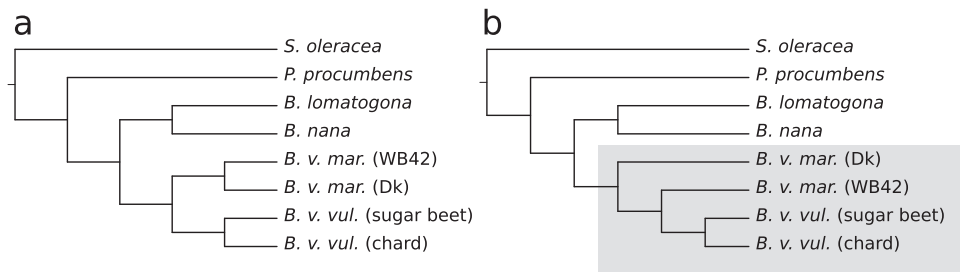 a
S. oleracea
P. procumbens
B. lomatogona
B. nana
B. v. mar. (WB42)
B. v. mar. (Dk)
B. v. vul. (sugar beet)
B. v. vul. (chard)
b
S. oleracea
P. procumbens
B. lomatogona
B. nana
B. v. mar. (Dk)
B. v. mar. (WB42)
B. v. vul. (sugar beet)
B. v. vul. (chard)